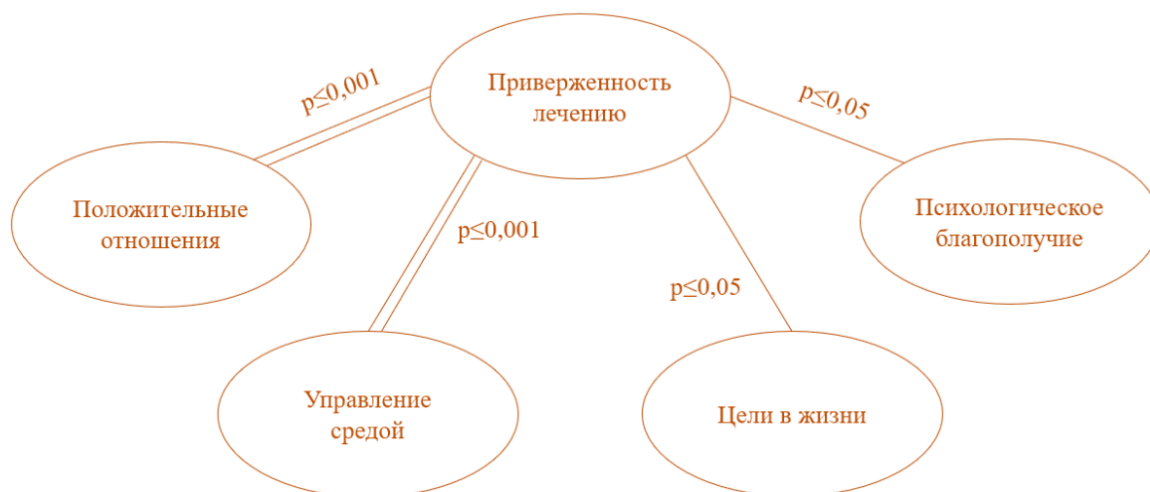 Приверженность
лечению
p≤0,001
p≤0,05
Положительные
отношения
Психологическое
благополучие
p≤0,001
p≤0,05
Управление
средой
Цели в жизни